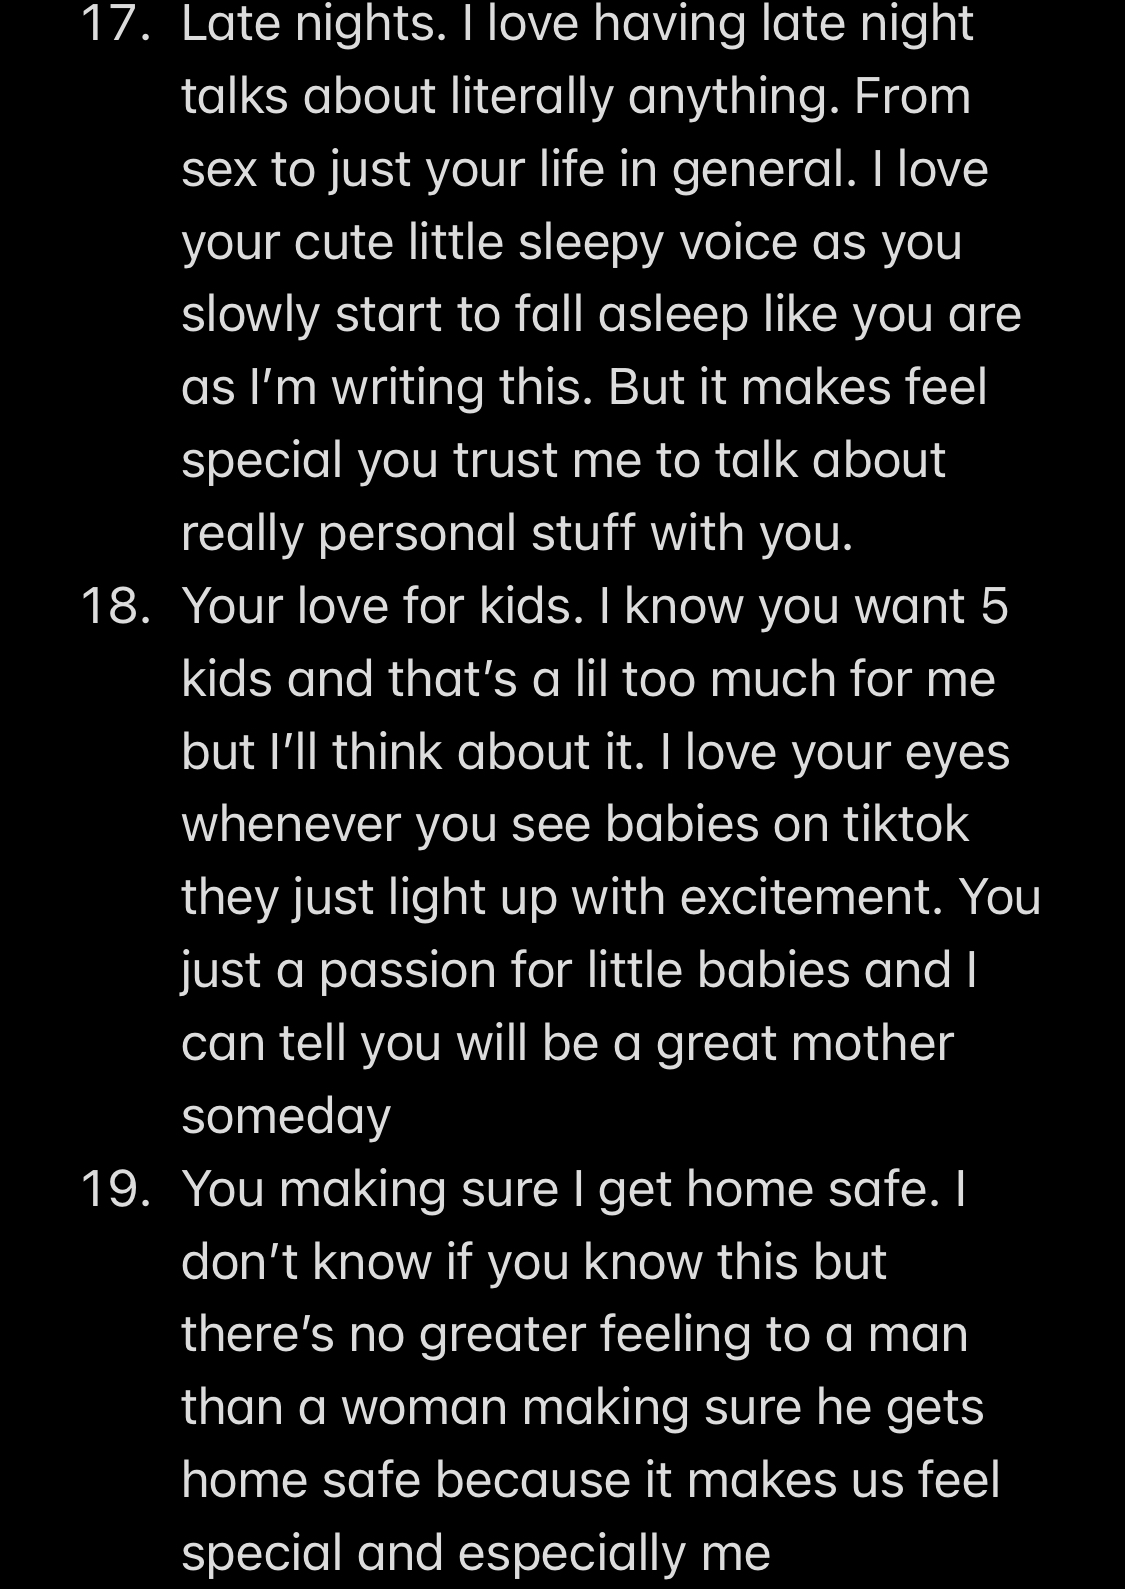 17. Late nights. I love having late night
talks about literally anything. From
sex to just your life in general. I love
your cute little sleepy voice as you
slowly start to fall asleep like you are
as I’m writing this. But it makes feel
special you trust me to talk about
really personal stuff with you.
18. Your love for kids. I know you want 5
kids and that’s a lil too much for me
but I’ll think about it. I love your eyes
whenever you see babies on tiktok
they just light up with excitement. You
just a passion for little babies and I
can tell you will be a great mother
someday
19. You making sure I get home safe. I
don’t know if you know this but
there’s no greater feeling to a man
than a woman making sure he gets
home safe because it makes us feel
special and especially me